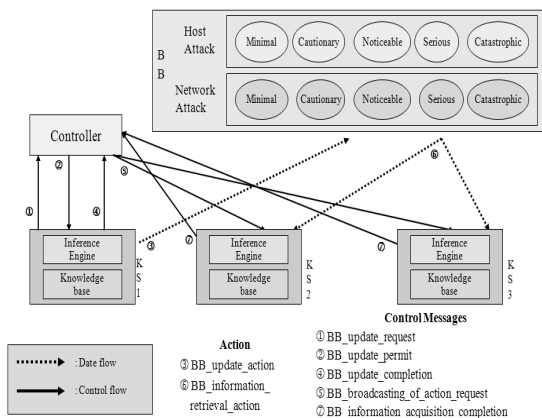 Host
Attack
Minimal
Cautionary
Noticeable
Serious
Catastrophic
B
B
Network
Attack
Minimal
Cautionary
Noticeable
Serious
Catastrophic
Controller
②
⑤
⑥
①
④
③
⑦
⑦
Inference
Engine
Knowledge
base
K
S
1
Inference
Engine
Knowledge
base
K
S
2
Inference
Engine
Knowledge
base
K
S
3
: Date flow
: Control flow
Action
③ BB_update_action
⑥ BB_information_
retrieval_action
Control Messages
① BB_update_request
② BB_update_permit
④ BB_update_completion
⑤ BB_broadcasting_of_action_request
⑦ BB_information_acquisition_completion